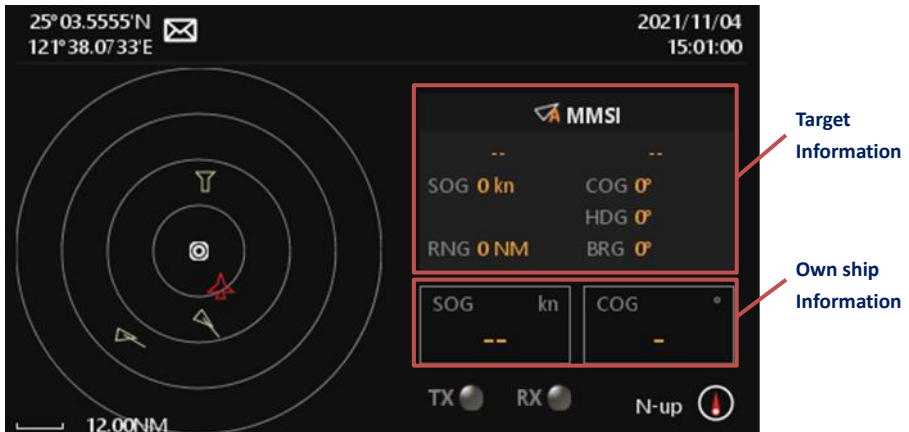 25°03.5555'N
121°38.0733'E
2021/11/04
15:01:00
MMSI
-- --
SOG 0 kn COG 0°
HDG 0°
RNG 0 NM BRG 0°
SOG kn COG °
-- -
TX RX
N-up
12.00NM
Target
Information
Own ship
Information